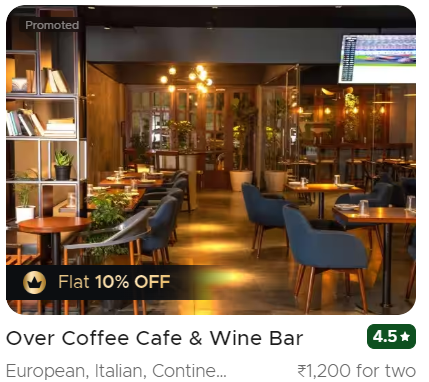 Promoted
Flat 10% OFF
Over Coffee Cafe & Wine Bar
4.5★
European, Italian, Contine...
₹1,200 for two